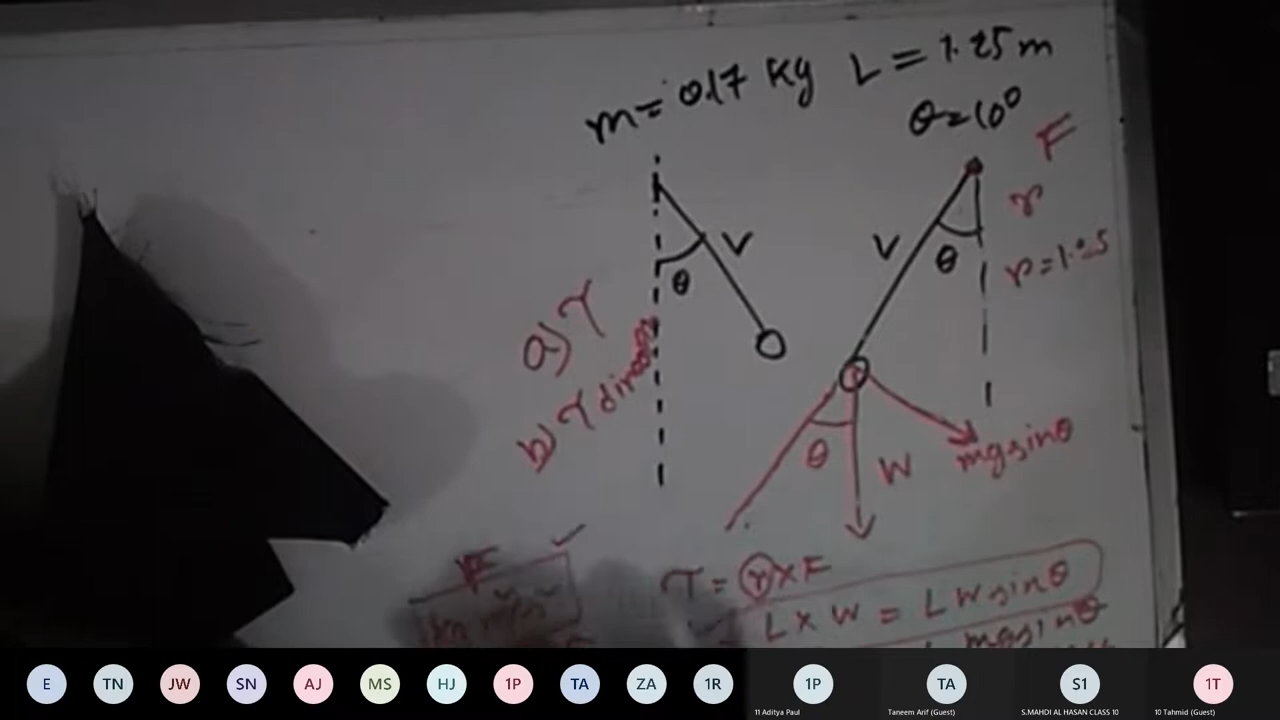 m = 0.17 kg L = 1.25 m
θ = 10°
F
r
V
V
θ
θ
r = 1.25
a) τ
b) τ
θ
W
mg sinθ
F
τ = r × F
L × W = L W sinθ
mg sinθ
E
TN
JW
SN
AJ
MS
HJ
1P
TA
ZA
1R
1P
TA
S1
1T
11 Aditya Paul
Taneem Arif (Guest)
S.MAHDI AL HASAN CLASS 10
10 Tahmid (Guest)